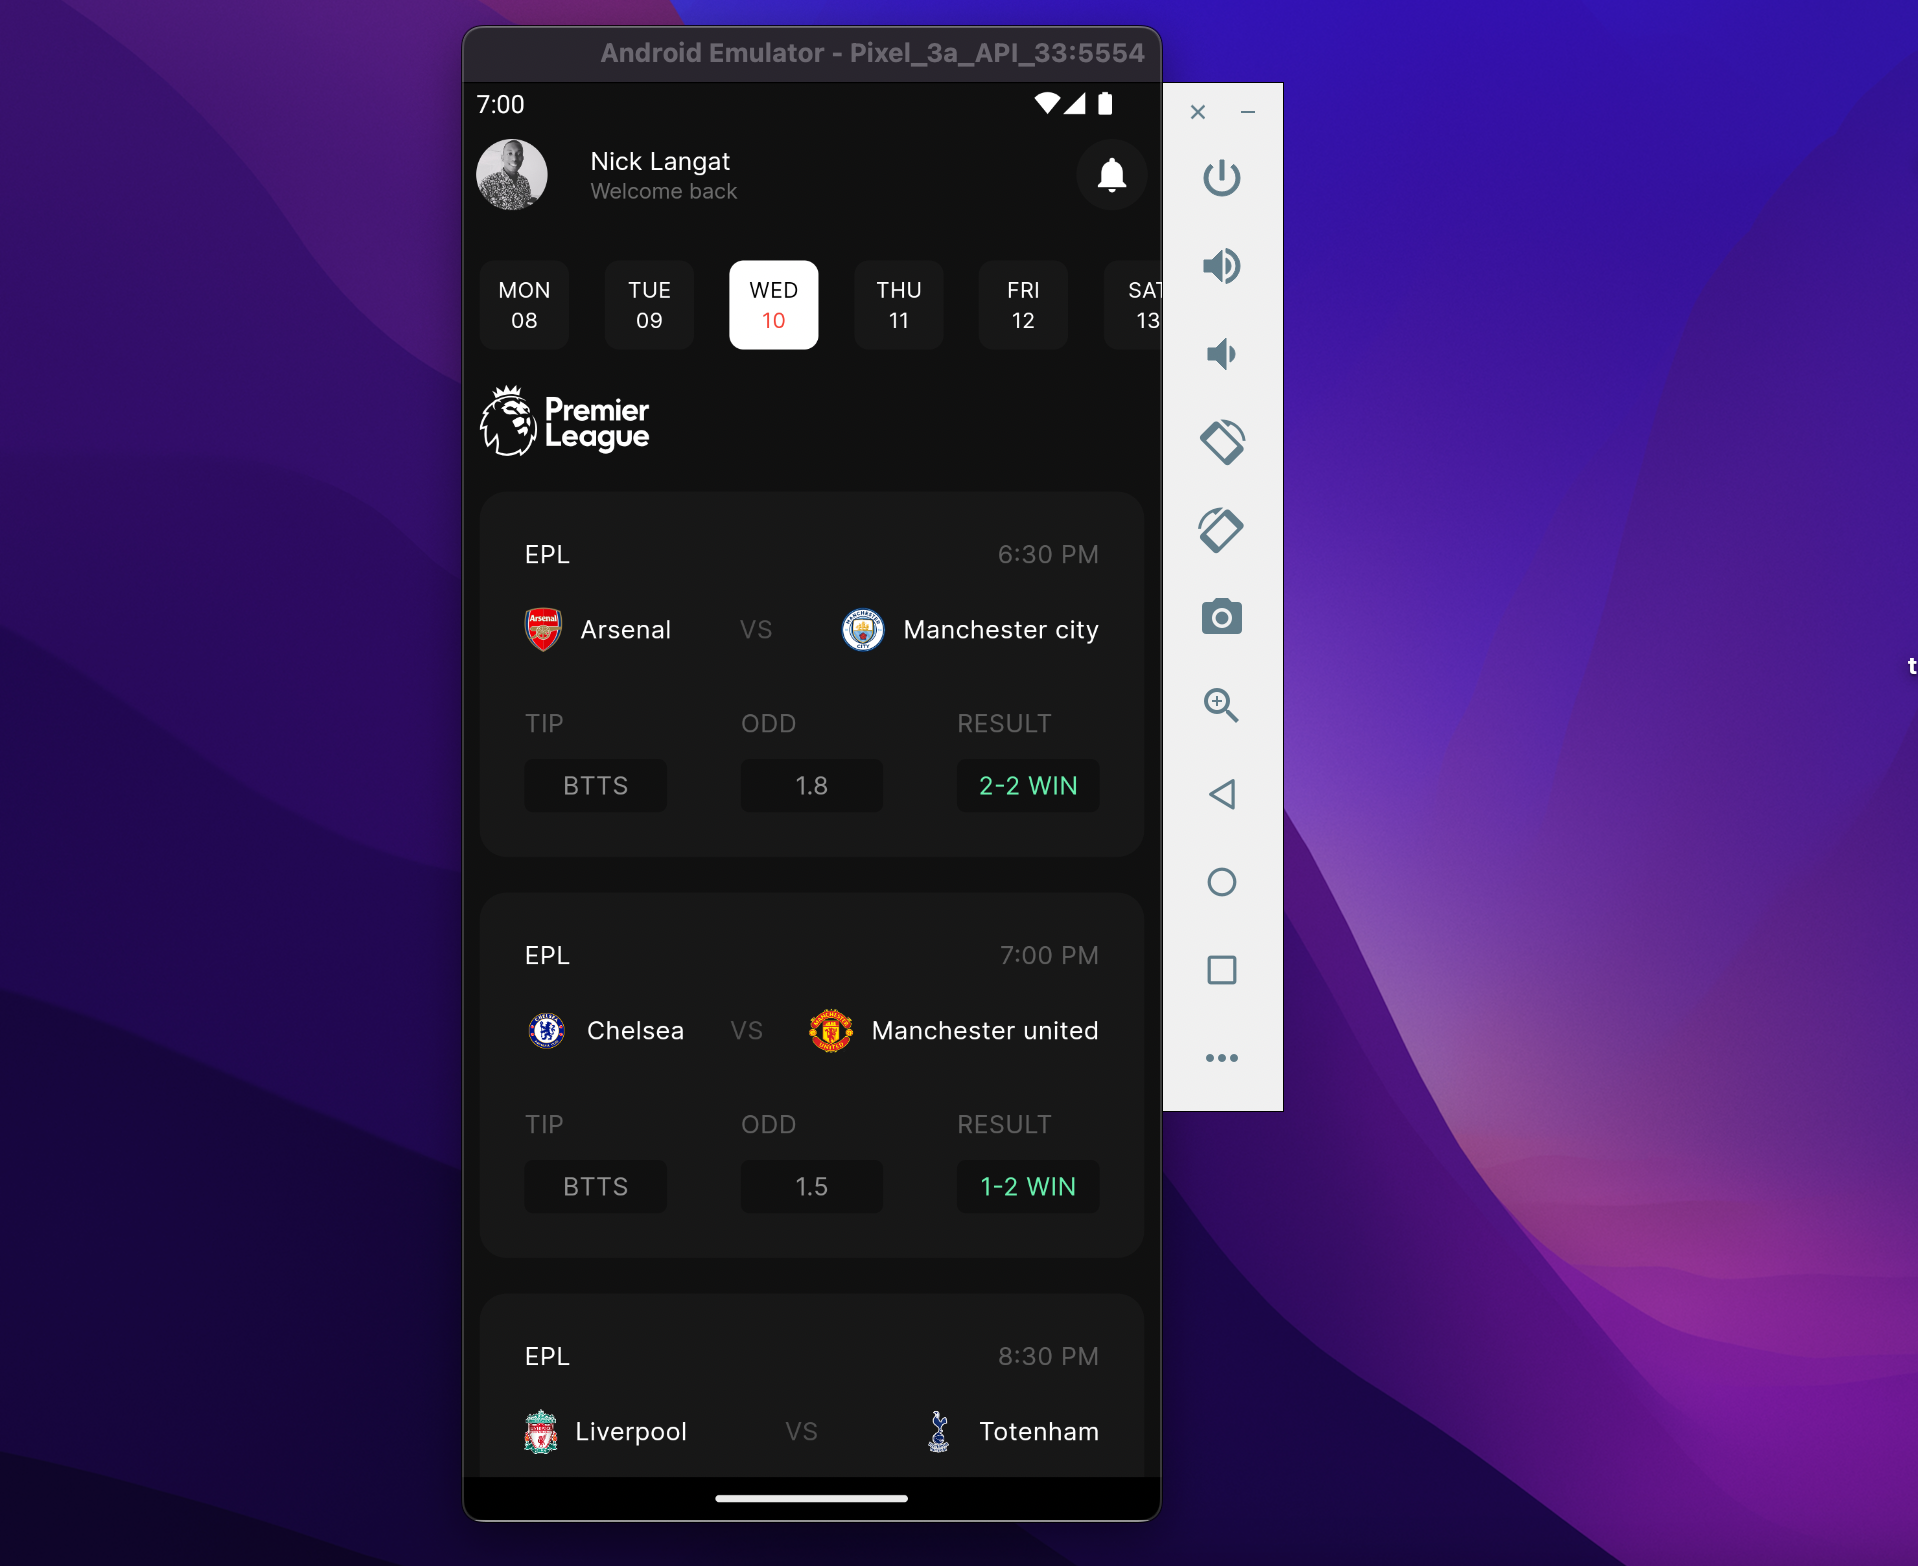 Android Emulator - Pixel_3a_API_33:5554
7:00
Nick Langat
Welcome back
MON TUE WED THU FRI SAT
08 09 10 11 12 13
Premier
League
EPL 6:30 PM
Arsenal VS Manchester city
TIP ODD RESULT
BTTS 1.8 2-2 WIN
EPL 7:00 PM
Chelsea VS Manchester united
TIP ODD RESULT
BTTS 1.5 1-2 WIN
EPL 8:30 PM
Liverpool VS Totenham
t